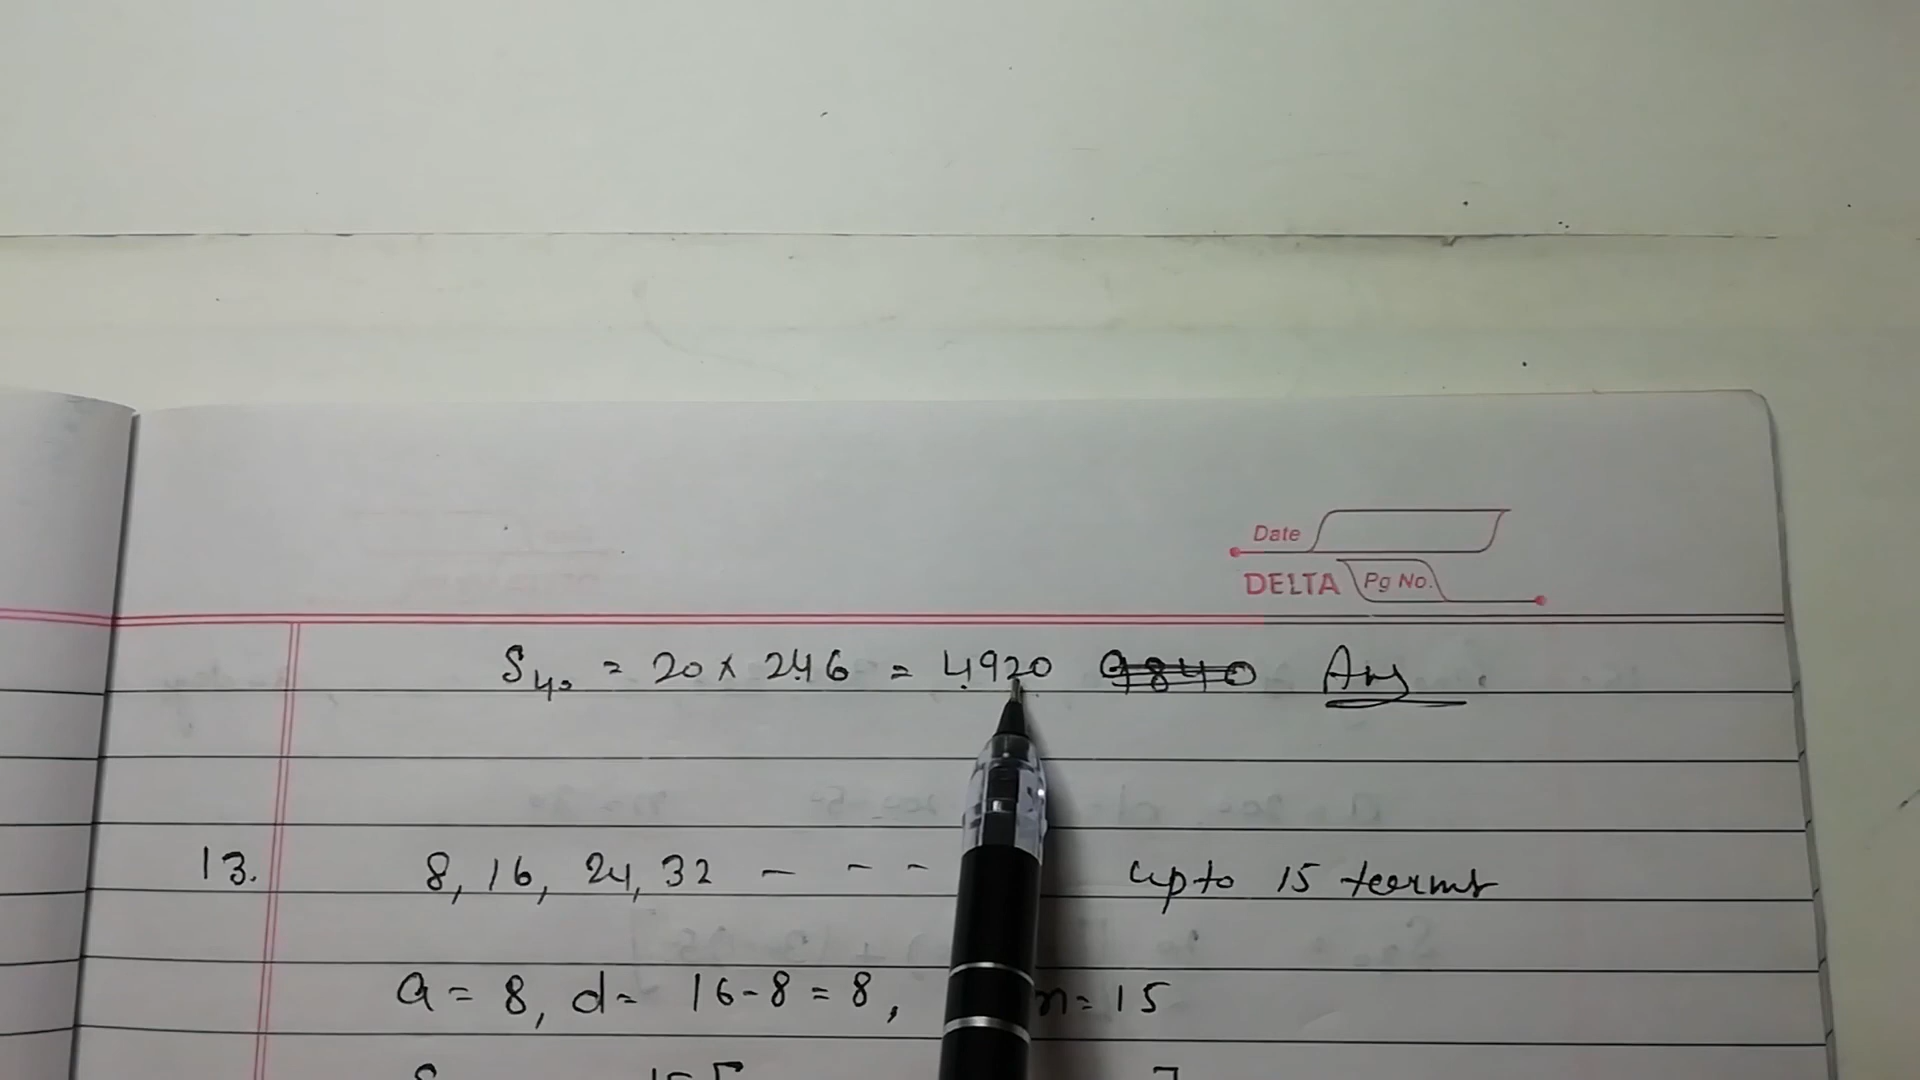 Date
DELTA Pg No.
S₄₀ = 20 × 246 = 4920 9840 Ans
13. 8, 16, 24, 32 - - - upto 15 terms
a = 8, d = 16-8 = 8, n = 15